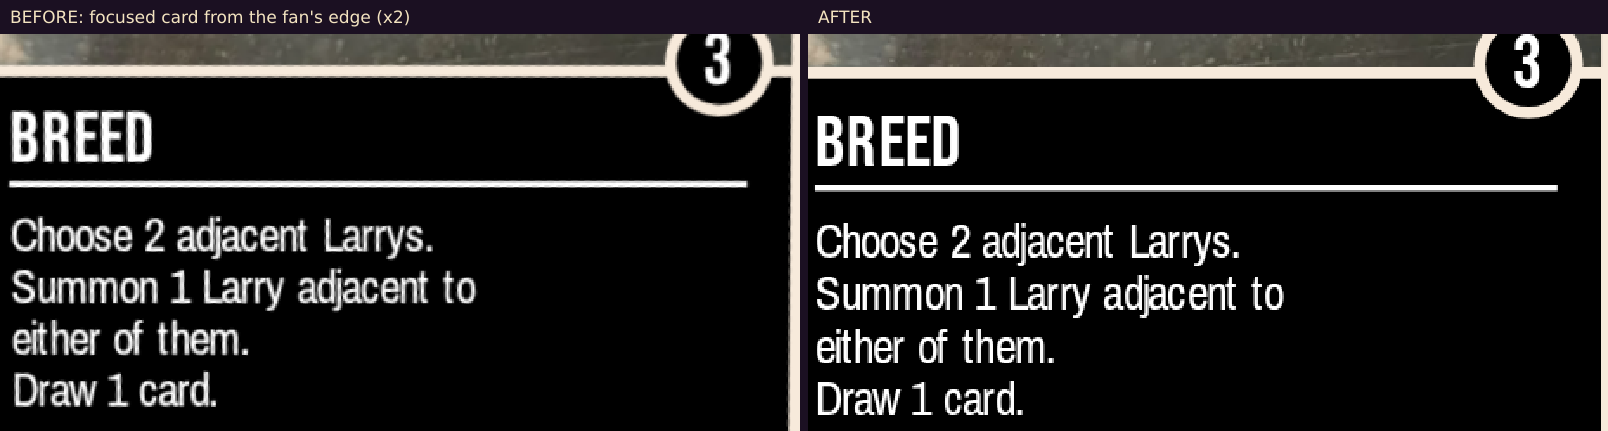 BEFORE: focused card from the fan's edge (x2)
3
BREED
Choose 2 adjacent Larrys.
Summon 1 Larry adjacent to
either of them.
Draw 1 card.
AFTER
3
BREED
Choose 2 adjacent Larrys.
Summon 1 Larry adjacent to
either of them.
Draw 1 card.